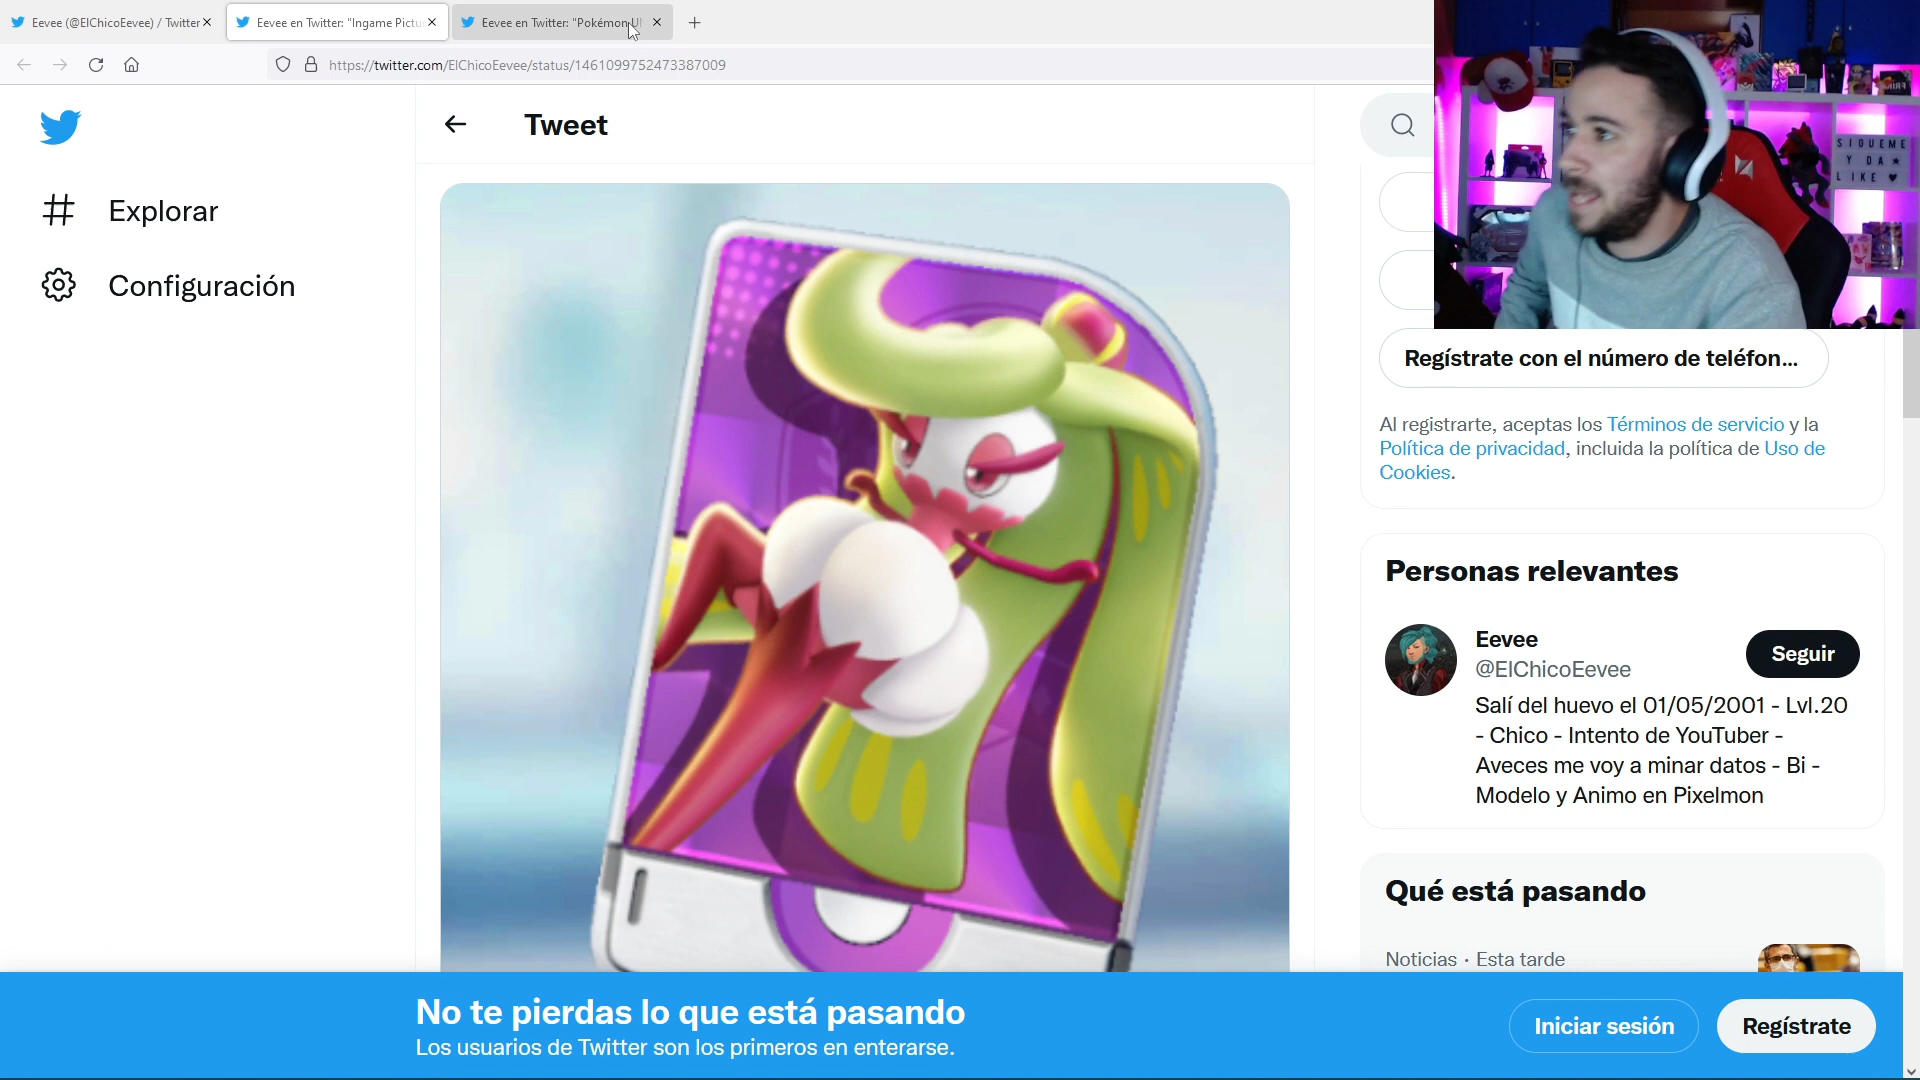 Eevee (@ElChicoEevee) / Twitter
Eevee en Twitter: "Ingame Pictu
Eevee en Twitter: "Pokémon U
https://twitter.com/ElChicoEevee/status/1461099752473387009
Tweet
Explorar
Configuración
SIGUEME
Y DA ★
LIKE ♥
Regístrate con el número de teléfon...
Al registrarte, aceptas los Términos de servicio y la
Política de privacidad, incluida la política de Uso de
Cookies.
Personas relevantes
Eevee
@ElChicoEevee
Seguir
Salí del huevo el 01/05/2001 - Lvl.20
- Chico - Intento de YouTuber -
Aveces me voy a minar datos - Bi -
Modelo y Animo en Pixelmon
Qué está pasando
Noticias · Esta tarde
No te pierdas lo que está pasando
Los usuarios de Twitter son los primeros en enterarse.
Iniciar sesión
Regístrate